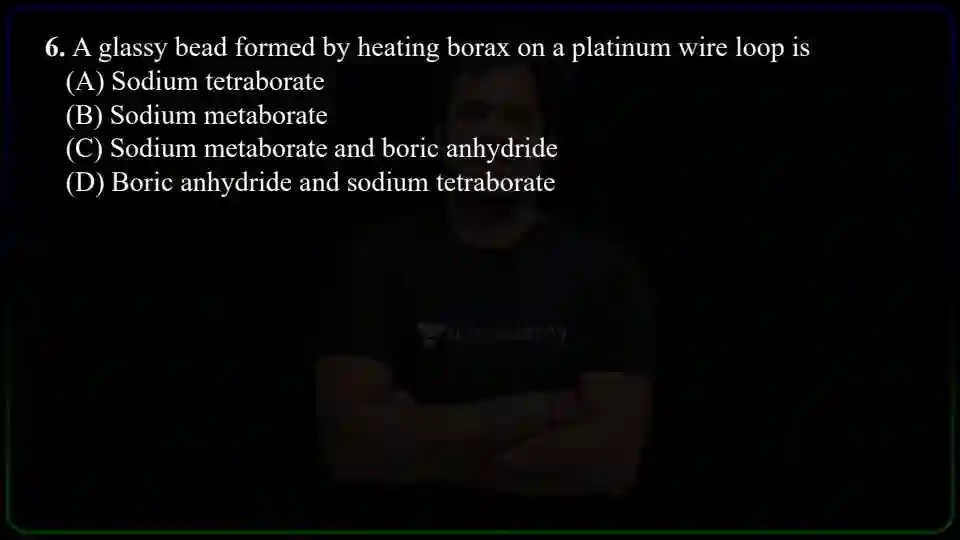 6. A glassy bead formed by heating borax on a platinum wire loop is
(A) Sodium tetraborate
(B) Sodium metaborate
(C) Sodium metaborate and boric anhydride
(D) Boric anhydride and sodium tetraborate